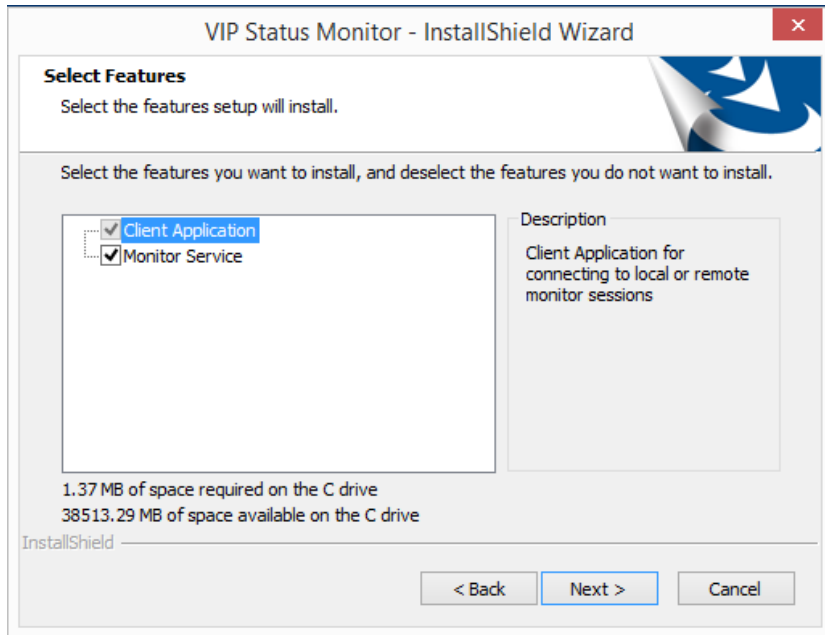 VIP Status Monitor - InstallShield Wizard
Select Features
Select the features setup will install.
Select the features you want to install, and deselect the features you do not want to install.
Client Application
Monitor Service
Description
Client Application for
connecting to local or remote
monitor sessions
1.37 MB of space required on the C drive
38513.29 MB of space available on the C drive
InstallShield
< Back
Next >
Cancel